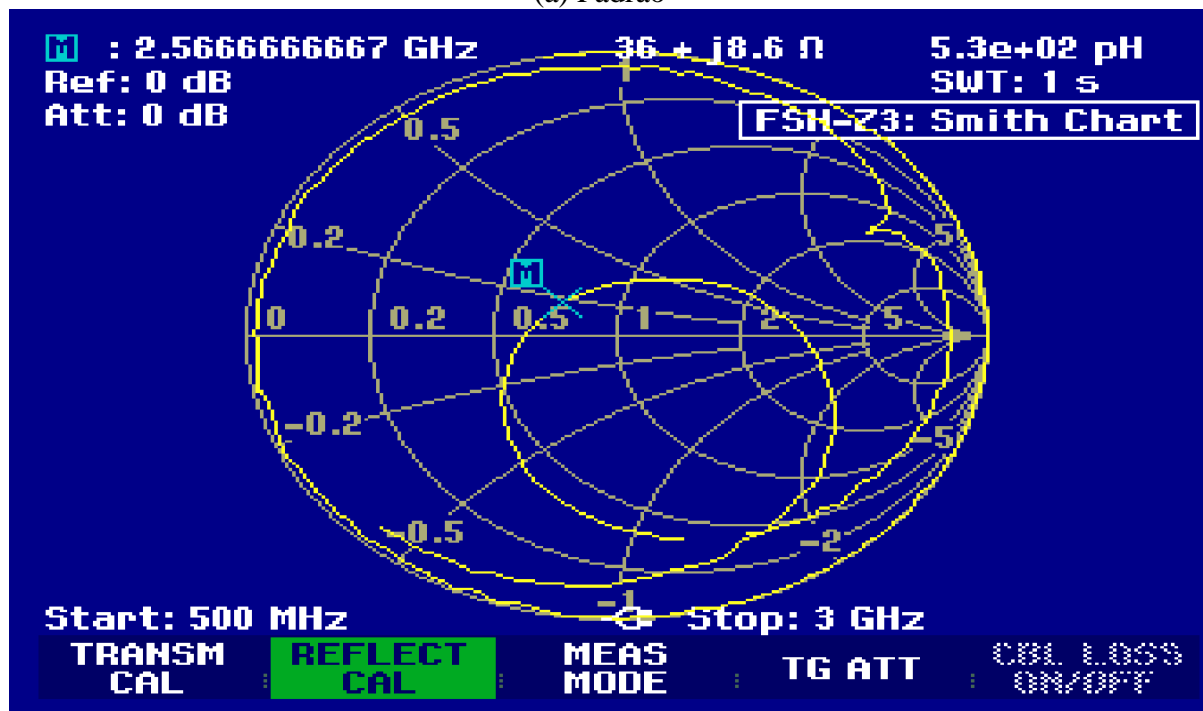 (a) Padrão
M : 2.5666666667 GHz 36 + j8.6 Ω 5.3e+02 pH
Ref: 0 dB SWT: 1 s
Att: 0 dB FSH-Z3: Smith Chart
0.5
0.2 5
M
0 0.2 0.5 1 2 5
-0.2 -5
-0.5 -2
-1
Start: 500 MHz Stop: 3 GHz
TRANSM CAL REFLECT CAL MEAS MODE TG ATT CBL LOSS ON/OFF